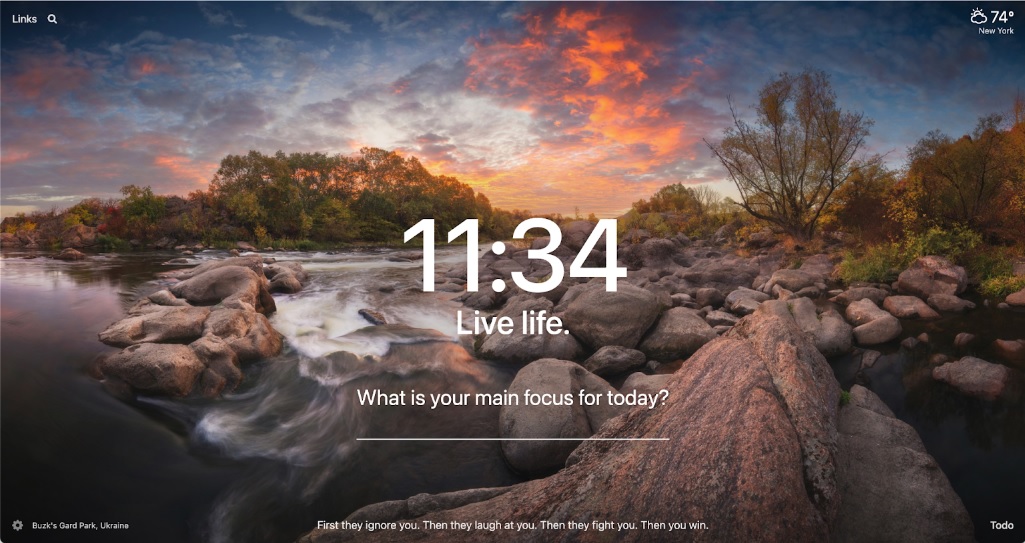 Links
74°
New York
11:34
Live life.
What is your main focus for today?
Buzk's Gard Park, Ukraine
First they ignore you. Then they laugh at you. Then they fight you. Then you win.
Todo